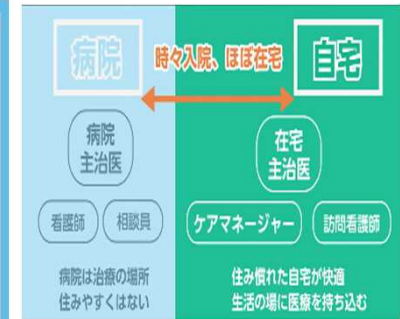 病院
時々入院、ほぼ在宅
自宅
病院
主治医
在宅
主治医
看護師
相談員
ケアマネージャー
訪問看護師
病院は治療の場所
住みやすくはない
住み慣れた自宅が快適
生活の場に医療を持ち込む